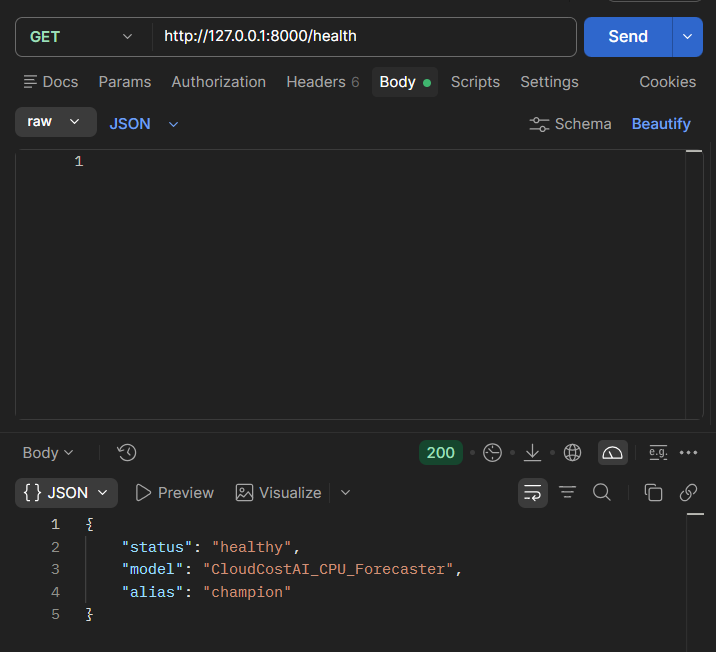 GET http://127.0.0.1:8000/health Send
Docs Params Authorization Headers 6 Body Scripts Settings Cookies
raw JSON Schema Beautify
1
Body 200 e.g.
{} JSON Preview Visualize
1 {
2 "status": "healthy",
3 "model": "CloudCostAI_CPU_Forecaster",
4 "alias": "champion"
5 }